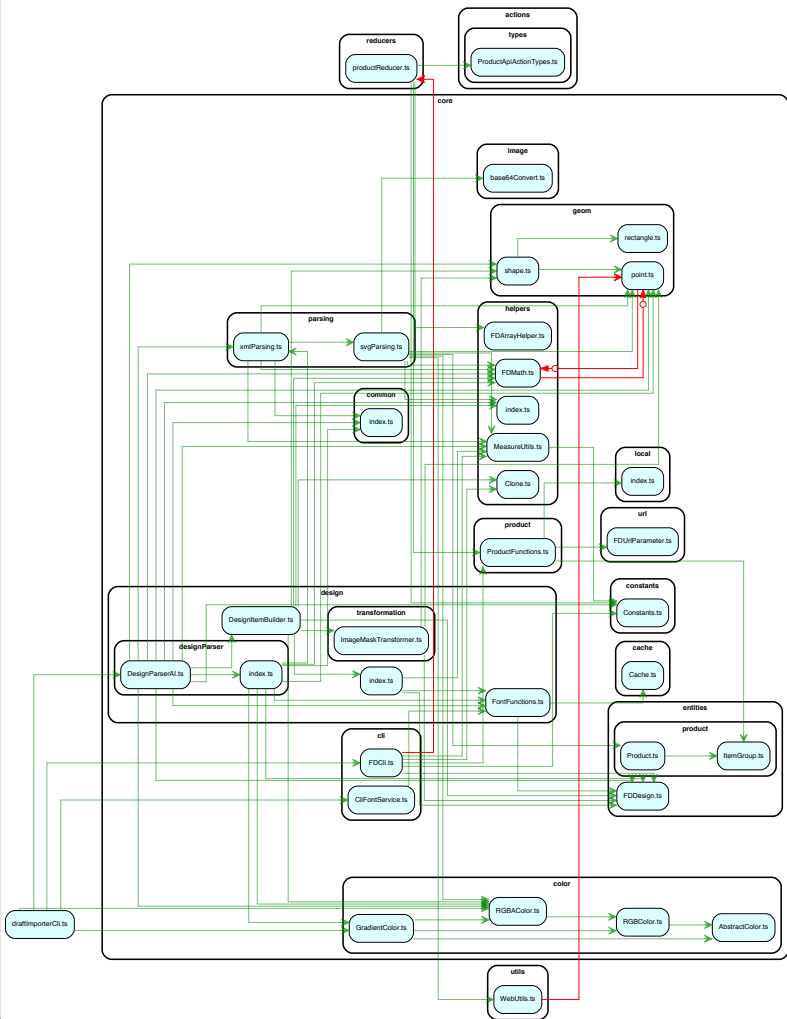 actions
types
ProductApiActionTypes.ts
reducers
productReducer.ts
core
image
base64Convert.ts
geom
rectangle.ts
shape.ts
point.ts
helpers
FDArrayHelper.ts
FDMath.ts
index.ts
MeasureUtils.ts
Clone.ts
parsing
xmlParsing.ts
svgParsing.ts
common
index.ts
local
index.ts
url
FDUrlParameter.ts
product
ProductFunctions.ts
constants
Constants.ts
design
DesignItemBuilder.ts
transformation
ImageMaskTransformer.ts
designParser
DesignParserAI.ts
index.ts
index.ts
FontFunctions.ts
cache
Cache.ts
entities
product
Product.ts
ItemGroup.ts
FDDesign.ts
cli
FDCli.ts
CliFontService.ts
color
RGBAColor.ts
GradientColor.ts
RGBColor.ts
AbstractColor.ts
draftImporterCli.ts
utils
WebUtils.ts